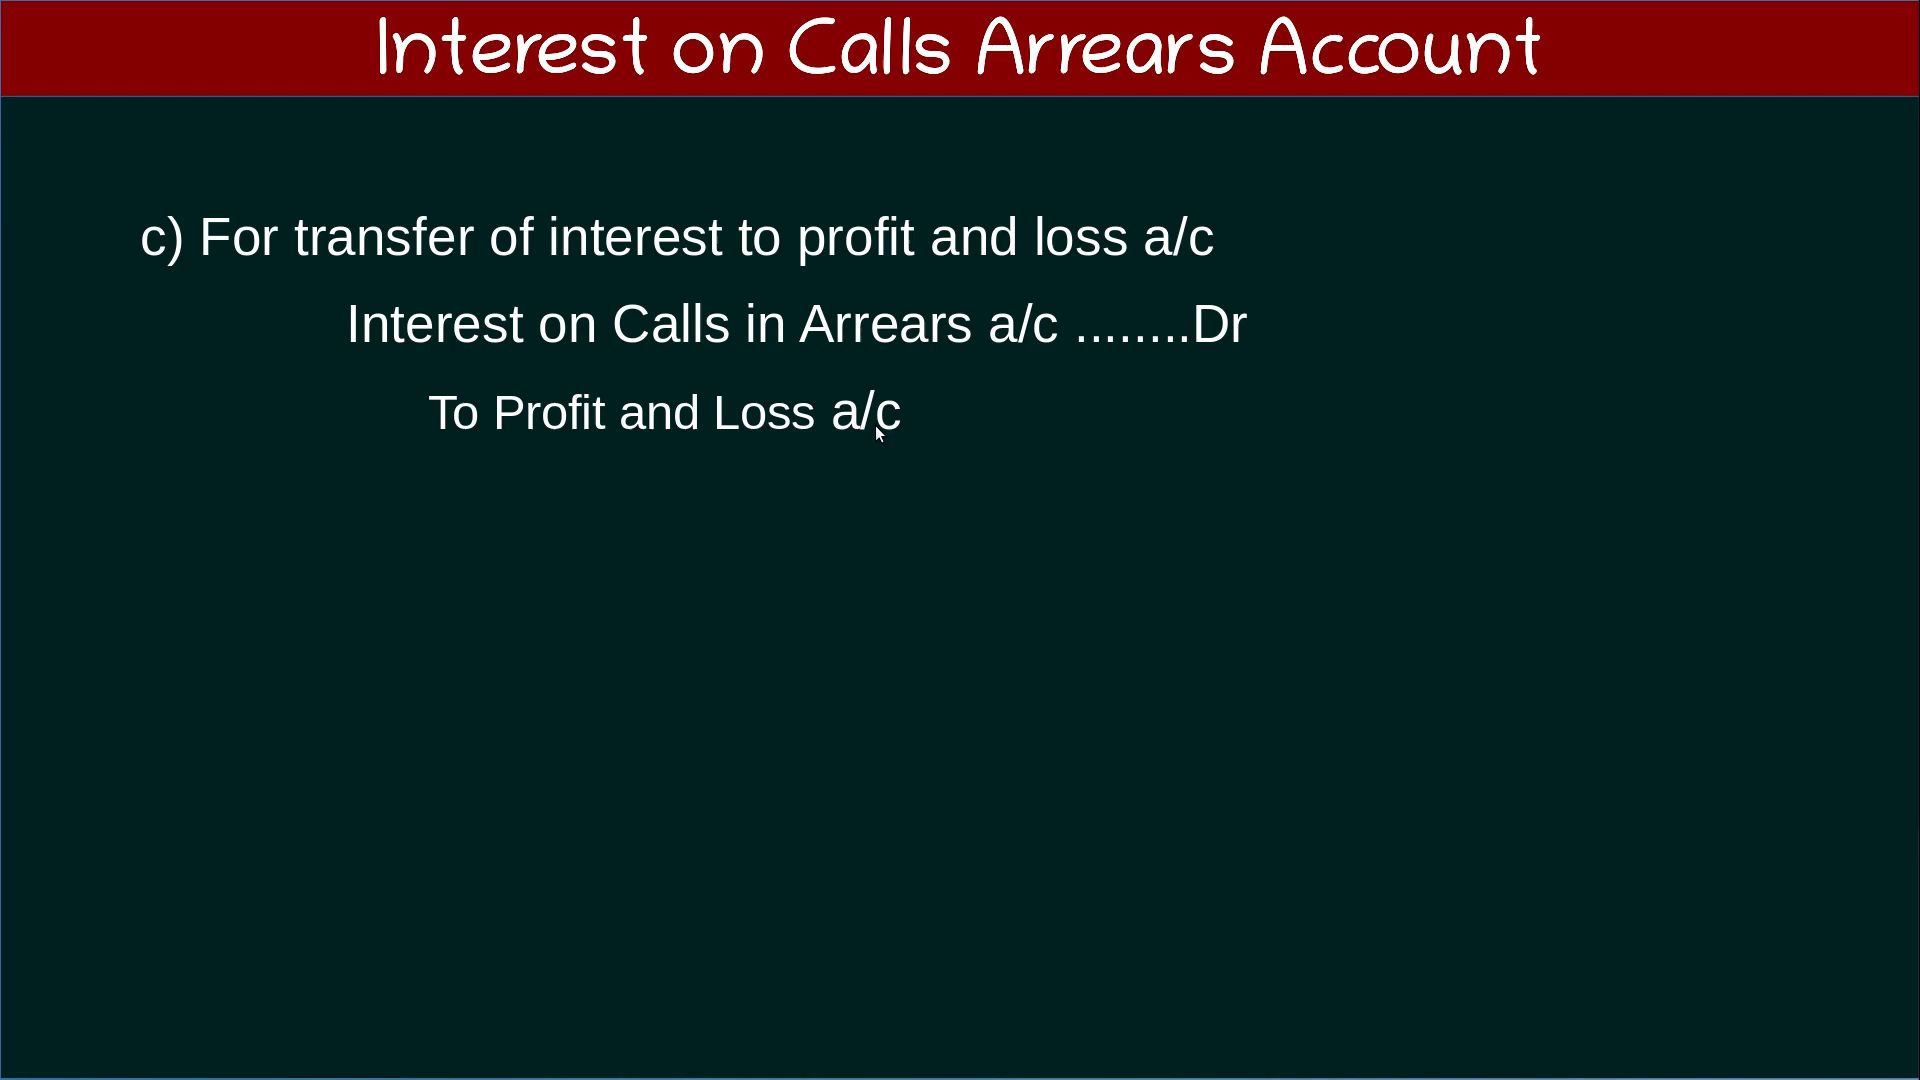 Interest on Calls Arrears Account
c) For transfer of interest to profit and loss a/c
Interest on Calls in Arrears a/c ........Dr
To Profit and Loss a/c